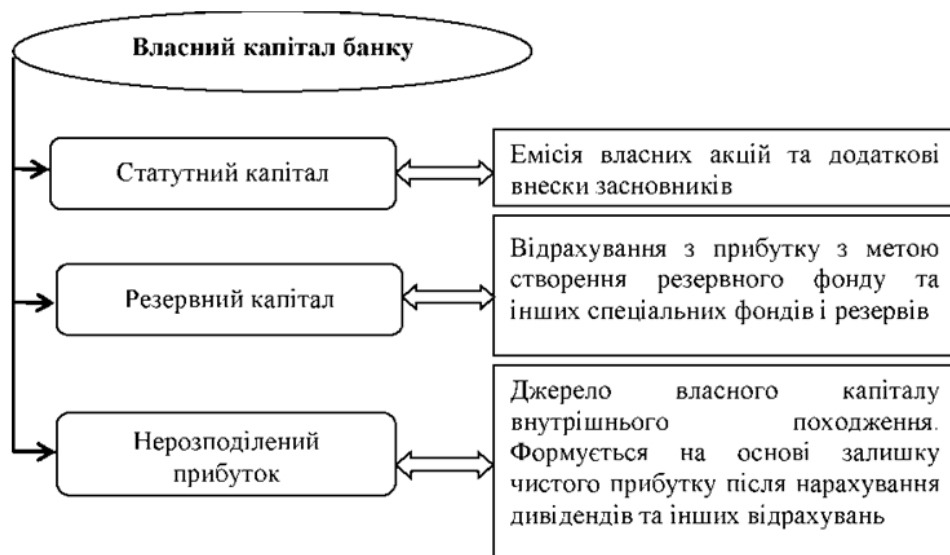 Власний капітал банку
Статутний капітал
Емісія власних акцій та додаткові
внески засновників
Резервний капітал
Відрахування з прибутку з метою
створення резервного фонду та
інших спеціальних фондів і резервів
Нерозподілений
прибуток
Джерело власного капіталу
внутрішнього походження.
Формується на основі залишку
чистого прибутку після нарахування
дивідендів та інших відрахувань